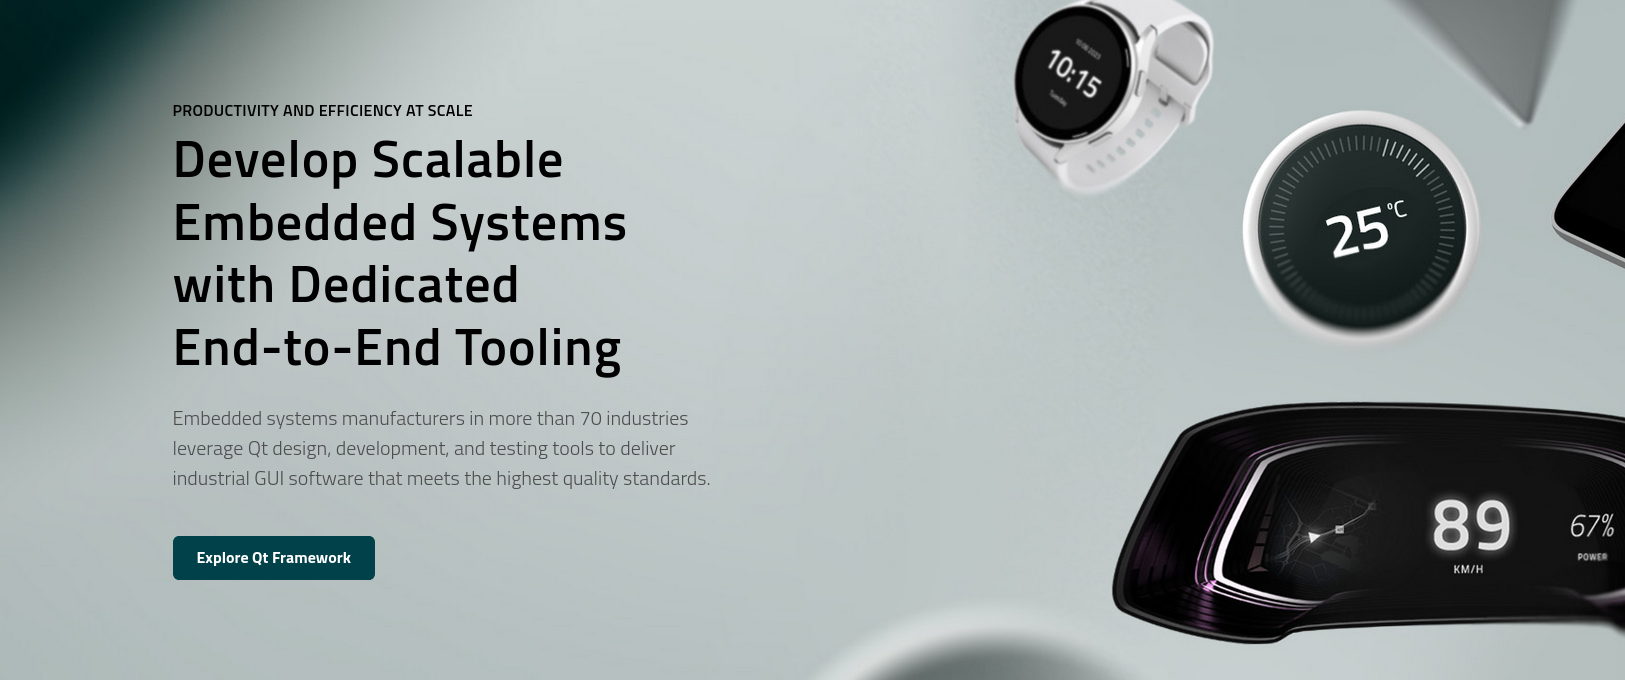 PRODUCTIVITY AND EFFICIENCY AT SCALE
Develop Scalable
Embedded Systems
with Dedicated
End-to-End Tooling
Embedded systems manufacturers in more than 70 industries
leverage Qt design, development, and testing tools to deliver
industrial GUI software that meets the highest quality standards.
Explore Qt Framework
10:15
Tuesday
25°C
89
KM/H
67%
POWER